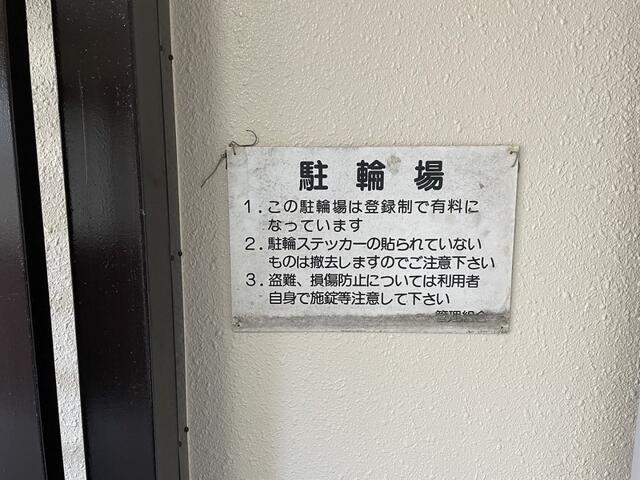 駐輪場
1. この駐輪場は登録制で有料に
なっています
2. 駐輪ステッカーの貼られていない
ものは撤去しますのでご注意下さい
3. 盗難、損傷防止については利用者
自身で施錠等注意して下さい
管理組合